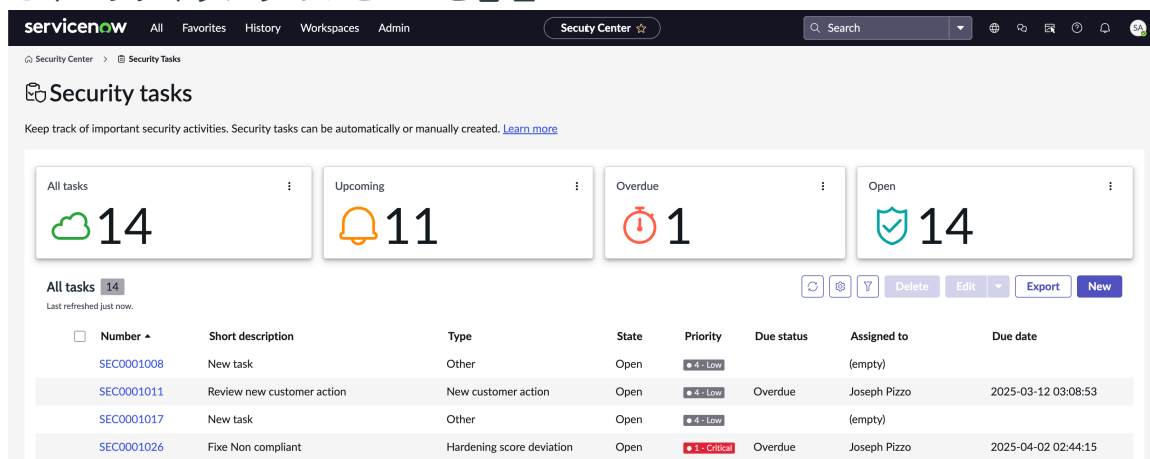 servicenow All Favorites History Workspaces Admin Security Center ☆ Search SA
Security Center > Security Tasks
Security tasks
Keep track of important security activities. Security tasks can be automatically or manually created. Learn more
All tasks Upcoming Overdue Open
14 11 1 14
All tasks 14 Delete Edit Export New
Last refreshed just now.
Number Short description Type State Priority Due status Assigned to Due date
SEC0001008 New task Other Open 4 - Low (empty)
SEC0001011 Review new customer action New customer action Open 4 - Low Overdue Joseph Pizzo 2025-03-12 03:08:53
SEC0001017 New task Other Open 4 - Low (empty)
SEC0001026 Fixe Non compliant Hardening score deviation Open 1 - Critical Overdue Joseph Pizzo 2025-04-02 02:44:15